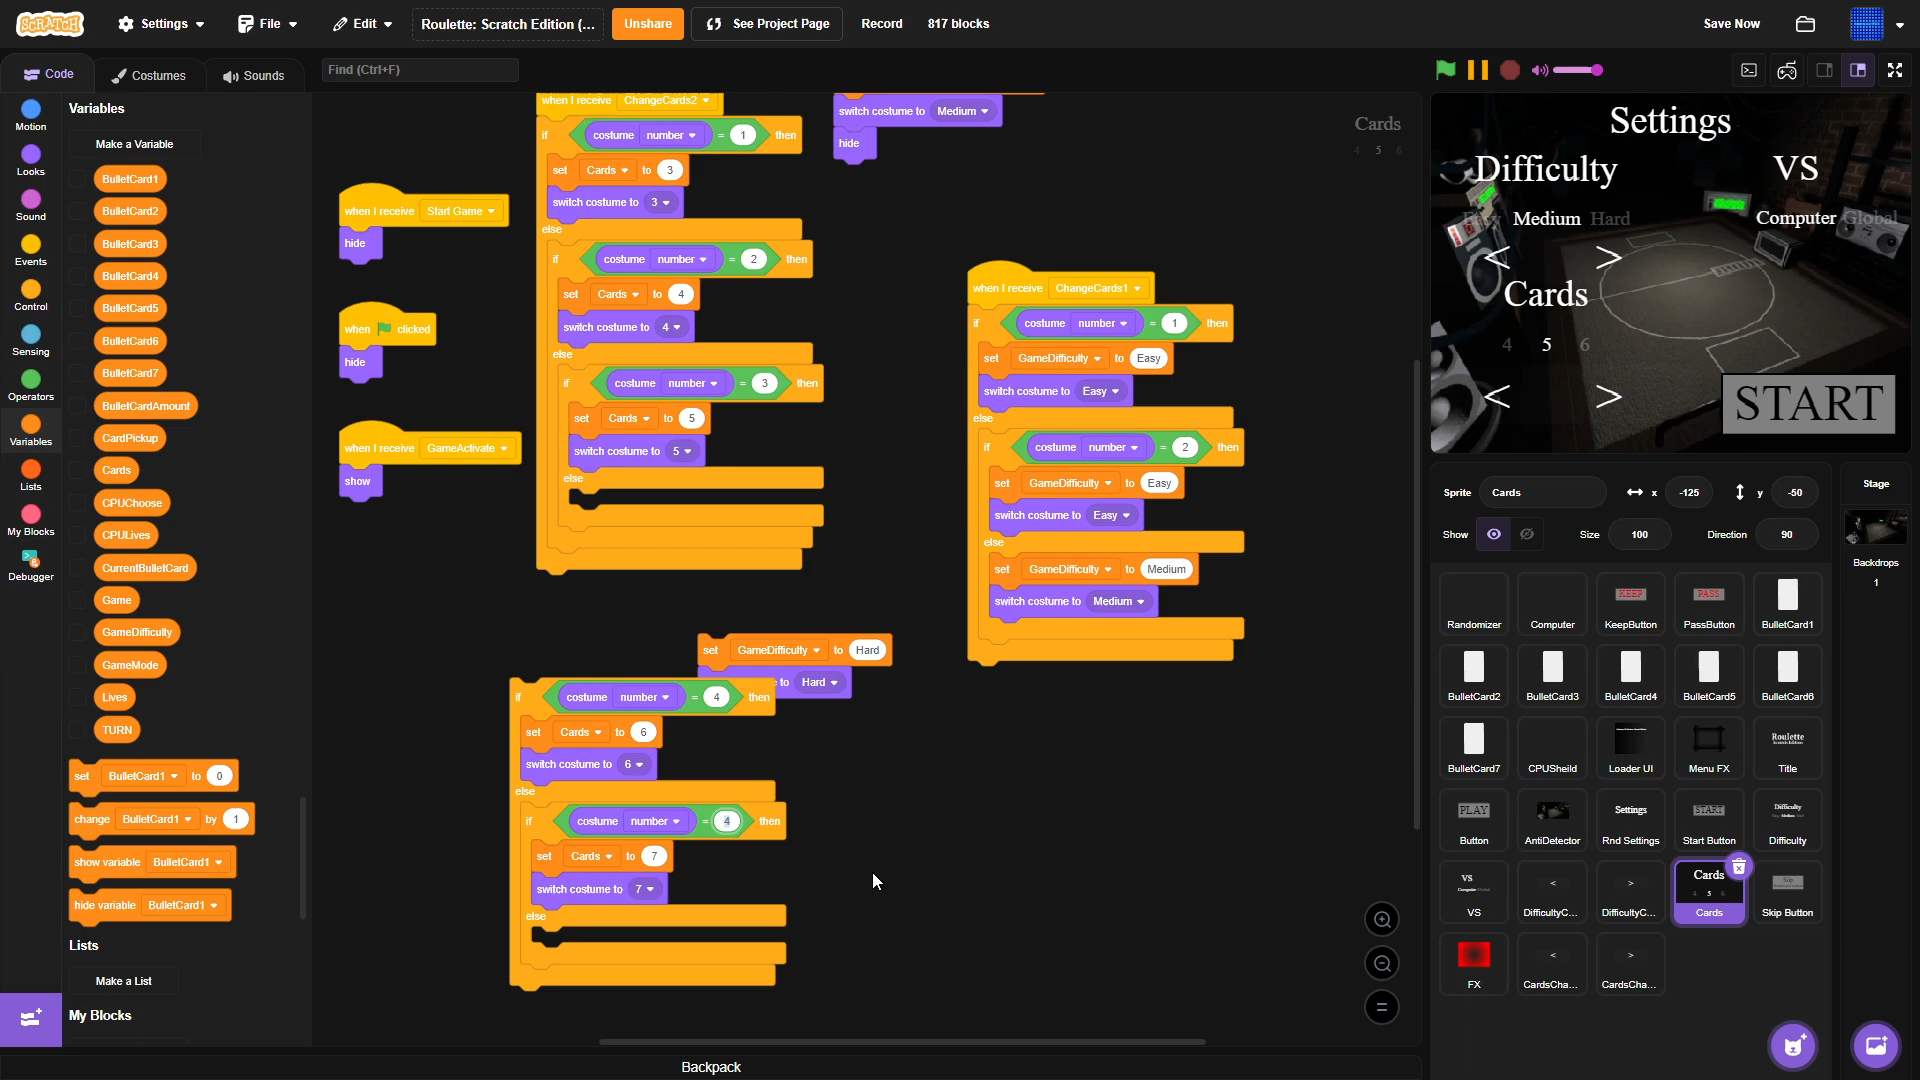 SCRATCH
Settings
File
Edit
Roulette: Scratch Edition (...
Unshare
See Project Page
Record
817 blocks
Save Now
Code
Costumes
Sounds
Find (Ctrl+F)
Motion
Looks
Sound
Events
Control
Sensing
Operators
Variables
Lists
My Blocks
Debugger
Variables
Make a Variable
BulletCard1
BulletCard2
BulletCard3
BulletCard4
BulletCard5
BulletCard6
BulletCard7
BulletCardAmount
CardPickup
Cards
CPUChoose
CPULives
CurrentBulletCard
Game
GameDifficulty
GameMode
Lives
TURN
set BulletCard1 to 0
change BulletCard1 by 1
show variable BulletCard1
hide variable BulletCard1
Lists
Make a List
My Blocks
when I receive Start Game
hide
when clicked
hide
when I receive GameActivate
show
when I receive ChangeCards2
if costume number = 1 then
set Cards to 3
switch costume to 3
else
if costume number = 2 then
set Cards to 4
switch costume to 4
else
if costume number = 3 then
set Cards to 5
switch costume to 5
else
switch costume to Medium
hide
set GameDifficulty to Hard
to Hard
if costume number = 4 then
set Cards to 6
switch costume to 6
else
if costume number = 4 then
set Cards to 7
switch costume to 7
else
when I receive ChangeCards1
if costume number = 1 then
set GameDifficulty to Easy
switch costume to Easy
else
if costume number = 2 then
set GameDifficulty to Easy
switch costume to Easy
else
set GameDifficulty to Medium
switch costume to Medium
Cards
4 5 6
Backpack
Settings
Difficulty VS
Easy Medium Hard Computer Global
< >
Cards
4 5 6
< >
START
Sprite Cards x -125 y -50
Show Size 100 Direction 90
Stage
Backdrops
1
KEEP
PASS
Randomizer
Computer
KeepButton
PassButton
BulletCard1
BulletCard2
BulletCard3
BulletCard4
BulletCard5
BulletCard6
Roulette
BulletCard7
CPUSheild
Loader UI
Menu FX
Title
PLAY
Settings
START
Difficulty
Button
AntiDetector
Rnd Settings
Start Button
Difficulty
VS
<
>
Cards
4 5 6
VS
DifficultyC...
DifficultyC...
Cards
Skip Button
<
>
FX
CardsCha...
CardsCha...